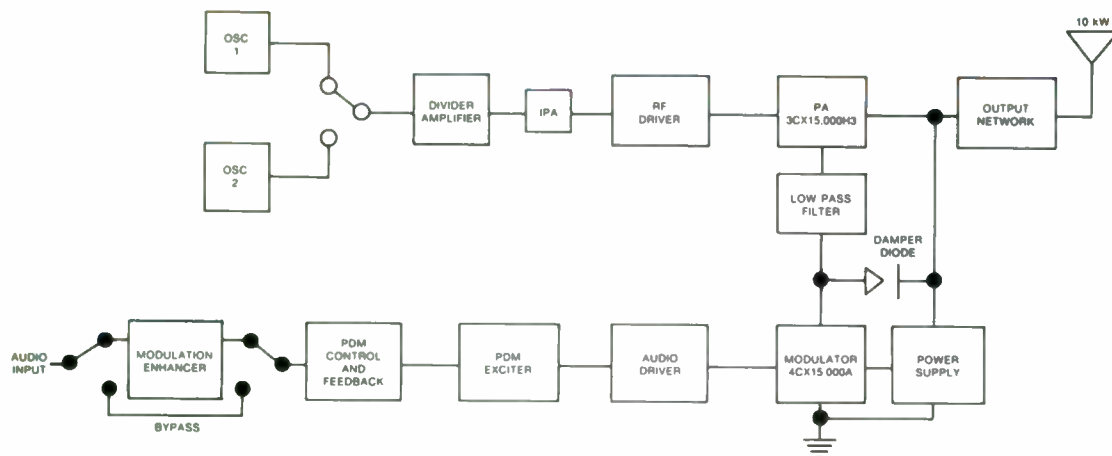 10 kW
OSC
1
DIVIDER
AMPLIFIER
IPA
RF
DRIVER
PA
3CX15.000H3
OUTPUT
NETWORK
OSC
2
LOW PASS
FILTER
DAMPER
DIODE
AUDIO
INPUT
MODULATION
ENHANCER
BYPASS
PDM
CONTROL
AND
FEEDBACK
PDM
EXCITER
AUDIO
DRIVER
MODULATOR
4CX15 000A
POWER
SUPPLY